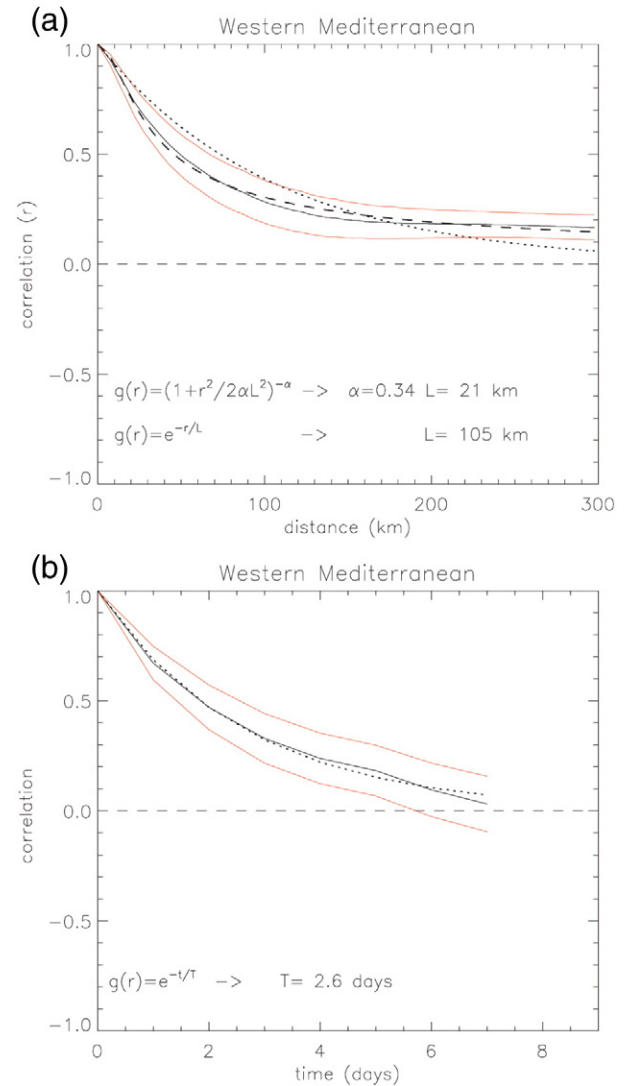 (a)
Western Mediterranean
1.0
0.5
0.0
−0.5
−1.0
correlation (r)
g(r)=(1+r²/2αL²)⁻ᵅ −> α=0.34 L= 21 km
g(r)=e⁻ʳ/ᴸ −> L= 105 km
0 100 200 300
distance (km)
(b)
Western Mediterranean
1.0
0.5
0.0
−0.5
−1.0
correlation
g(r)=e⁻ᵗ/ᵀ −> T= 2.6 days
0 2 4 6 8
time (days)